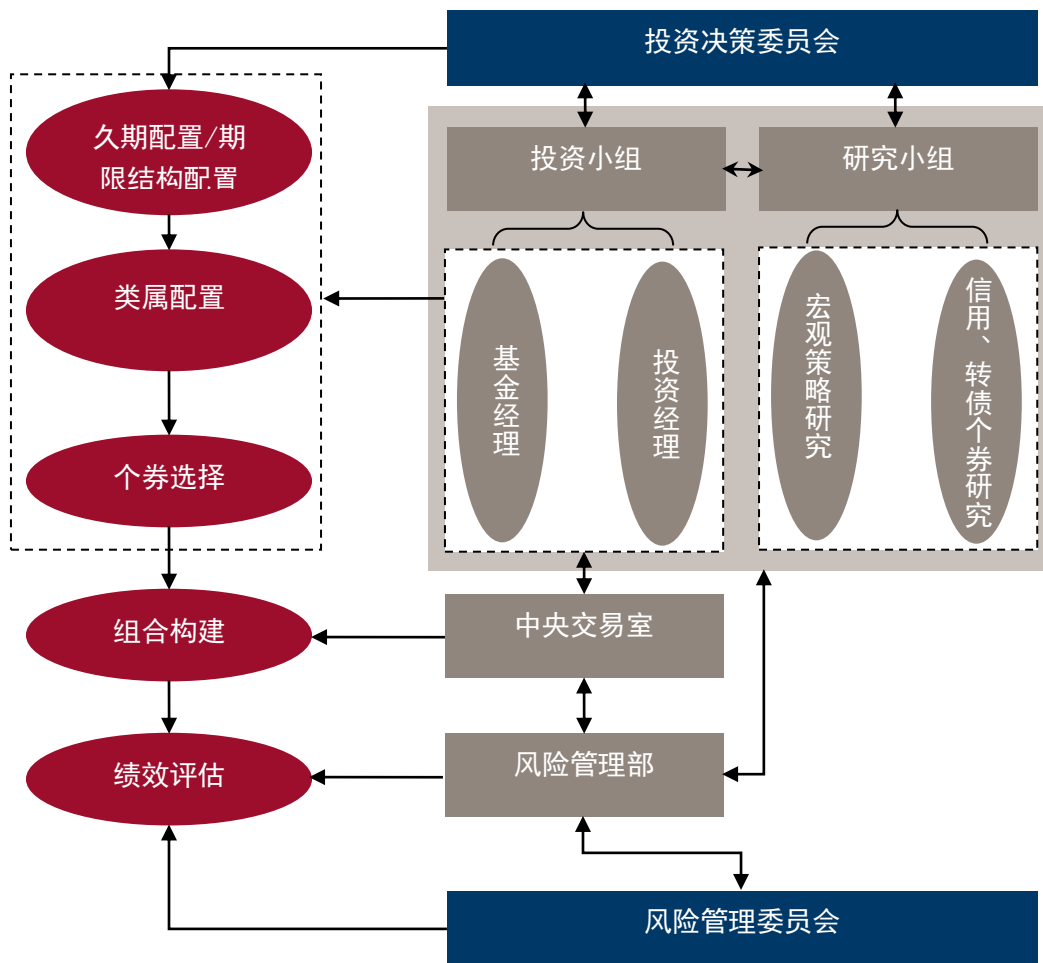 投资决策委员会
久期配置/期
限结构配置
投资小组
研究小组
类属配置
基金经理
投资经理
宏观策略研究
信用、转债个券研究
个券选择
组合构建
中央交易室
绩效评估
风险管理部
风险管理委员会